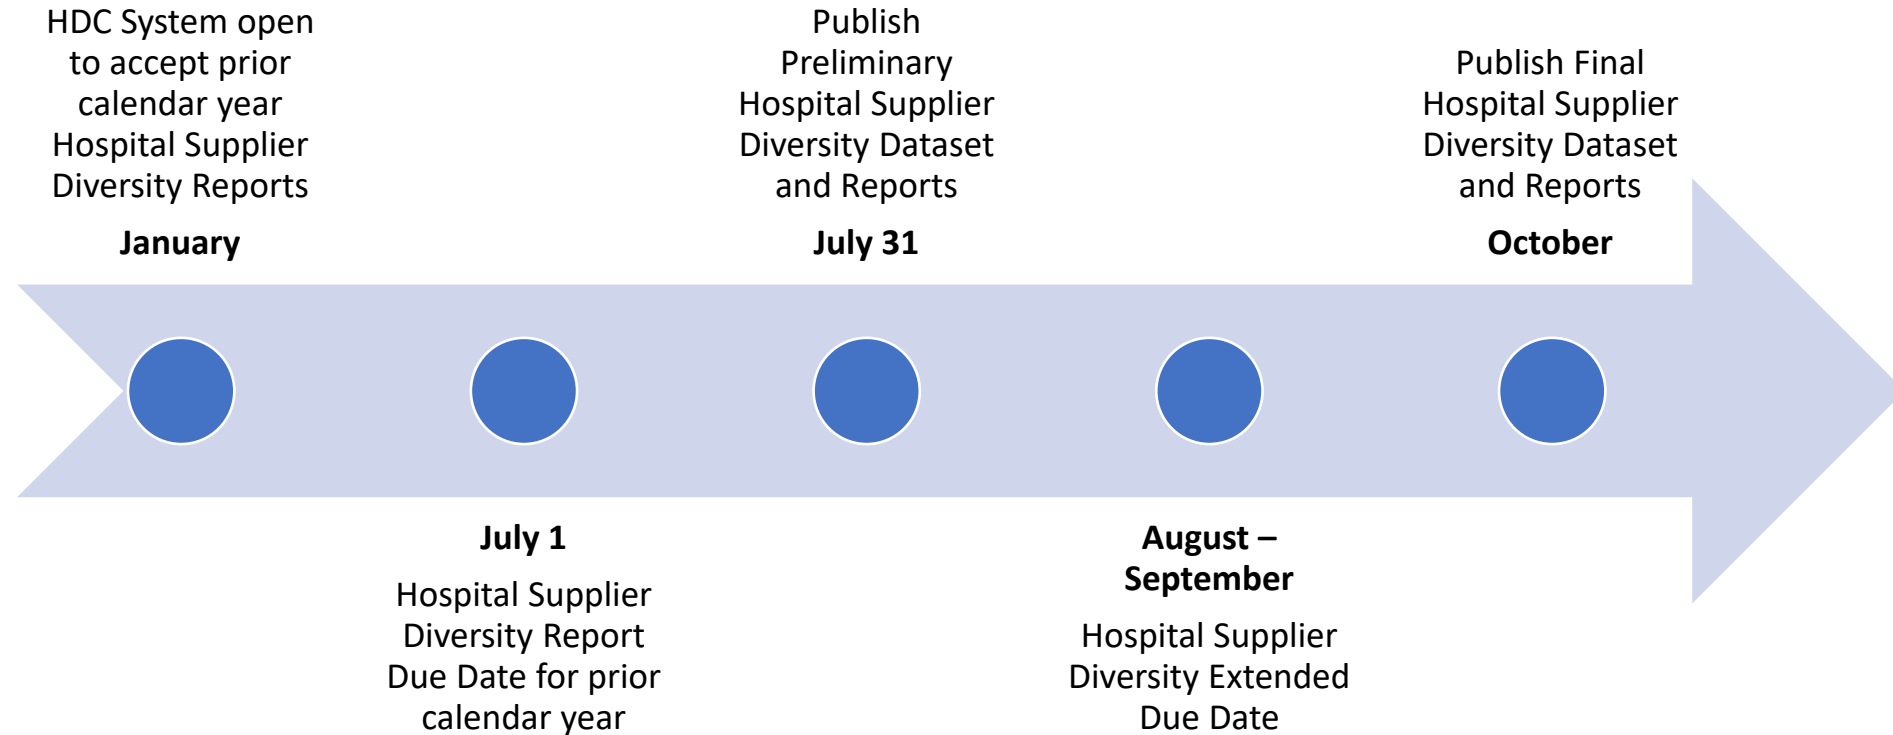 HDC System open
to accept prior
calendar year
Hospital Supplier
Diversity Reports
January
July 1
Hospital Supplier
Diversity Report
Due Date for prior
calendar year
Publish
Preliminary
Hospital Supplier
Diversity Dataset
and Reports
July 31
August –
September
Hospital Supplier
Diversity Extended
Due Date
Publish Final
Hospital Supplier
Diversity Dataset
and Reports
October